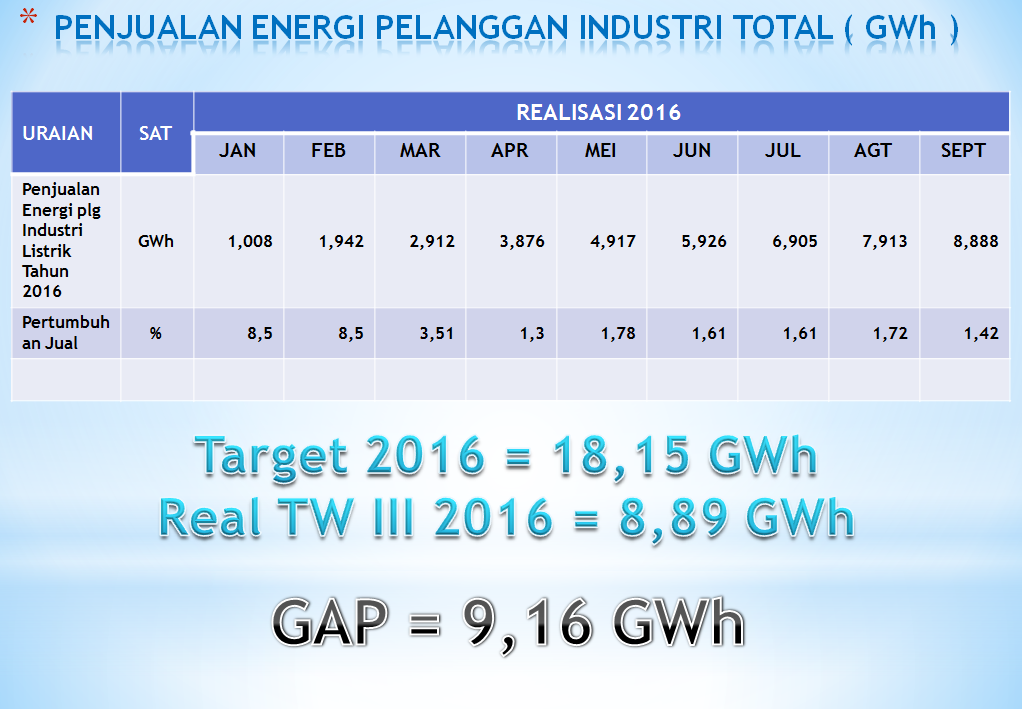 * PENJUALAN ENERGI PELANGGAN INDUSTRI TOTAL ( GWh )
URAIAN SAT REALISASI 2016
JAN FEB MAR APR MEI JUN JUL AGT SEPT
Penjualan
Energi plg
Industri
Listrik
Tahun
2016
GWh 1,008 1,942 2,912 3,876 4,917 5,926 6,905 7,913 8,888
Pertumbuh
an Jual
% 8,5 8,5 3,51 1,3 1,78 1,61 1,61 1,72 1,42
Target 2016 = 18,15 GWh
Real TW III 2016 = 8,89 GWh
GAP = 9,16 GWh